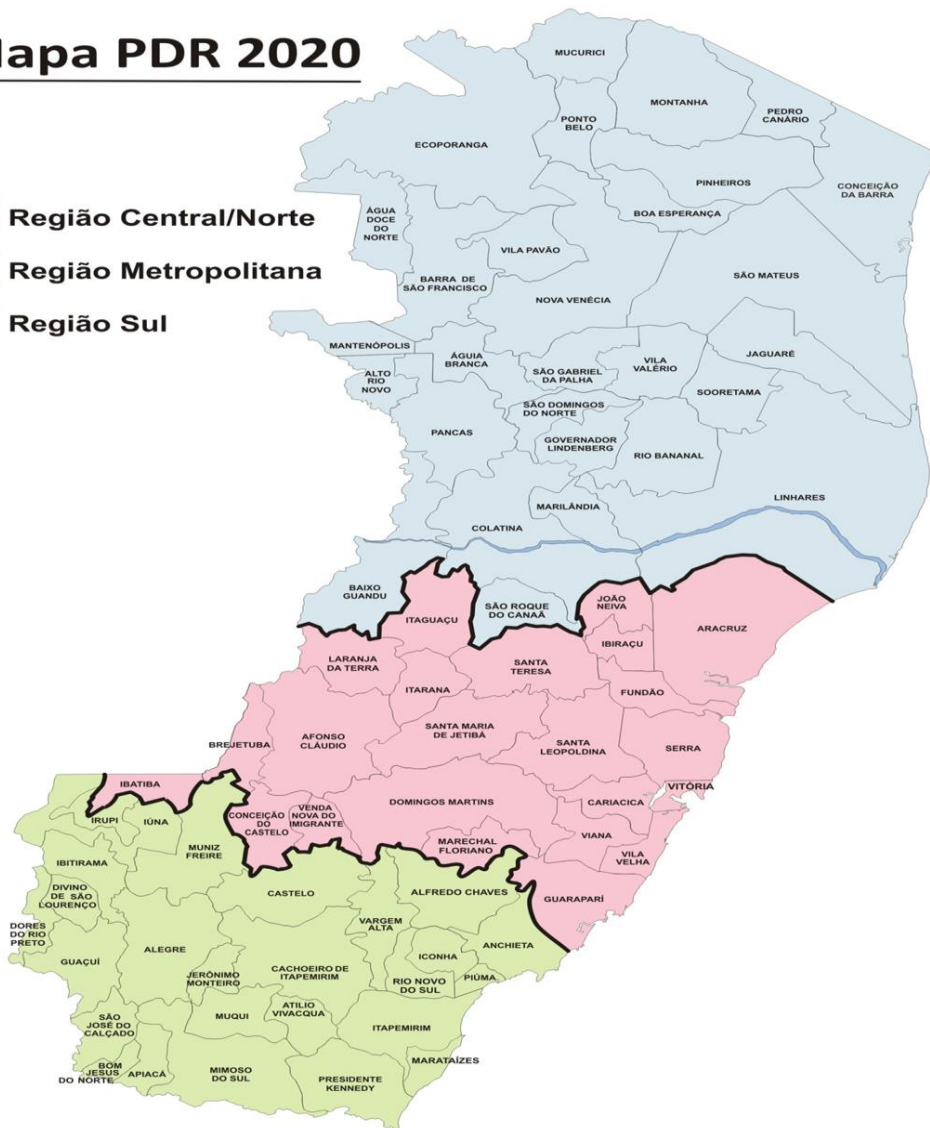 Mapa PDR 2020
Região Central/Norte
Região Metropolitana
Região Sul
MUCURICI
MONTANHA
PEDRO
CANÁRIO
PONTO
BELO
ECOPORANGA
PINHEIROS
CONCEIÇÃO
DA BARRA
ÁGUA
DOCE
DO
NORTE
BOA ESPERANÇA
VILA PAVÃO
BARRA DE
SÃO FRANCISCO
SÃO MATEUS
NOVA VENÉCIA
MANTENÓPOLIS
ÁGUIA
BRANCA
JAGUARÉ
ALTO
RIO
NOVO
SÃO GABRIEL
DA PALHA
VILA
VALÉRIO
SOORETAMA
SÃO DOMINGOS
DO NORTE
PANCAS
GOVERNADOR
LINDENBERG
RIO BANANAL
LINHARES
MARILÂNDIA
COLATINA
BAIXO
GUANDU
SÃO ROQUE
DO CANAÃ
JOÃO
NEIVA
ITAGUAÇU
ARACRUZ
IBIRAÇU
LARANJA
DA TERRA
SANTA
TERESA
ITARANA
FUNDÃO
AFONSO
CLÁUDIO
SANTA MARIA
DE JETIBÁ
BREJETUBA
SANTA
LEOPOLDINA
SERRA
IBATIBA
VITÓRIA
DOMINGOS MARTINS
CARIACICA
CONCEIÇÃO
DO
CASTELO
VENDA
NOVA DO
IMIGRANTE
IRUPI
IÚNA
VIANA
MARECHAL
FLORIANO
MUNIZ
FREIRE
VILA
VELHA
IBITIRAMA
DIVINO
DE SÃO
LOURENÇO
CASTELO
ALFREDO CHAVES
GUARAPARÍ
DORES
DO RIO
PRETO
VARGEM
ALTA
ANCHIETA
ALEGRE
GUAÇUÍ
ICONHA
JERÔNIMO
MONTEIRO
CACHOEIRO DE
ITAPEMIRIM
RIO NOVO
DO SUL
PIÚMA
SÃO
JOSÉ DO
CALÇADO
MUQUI
ATILIO
VIVACQUA
ITAPEMIRIM
MARATAÍZES
BOM
JESUS
DO NORTE
APIACÁ
MIMOSO
DO SUL
PRESIDENTE
KENNEDY